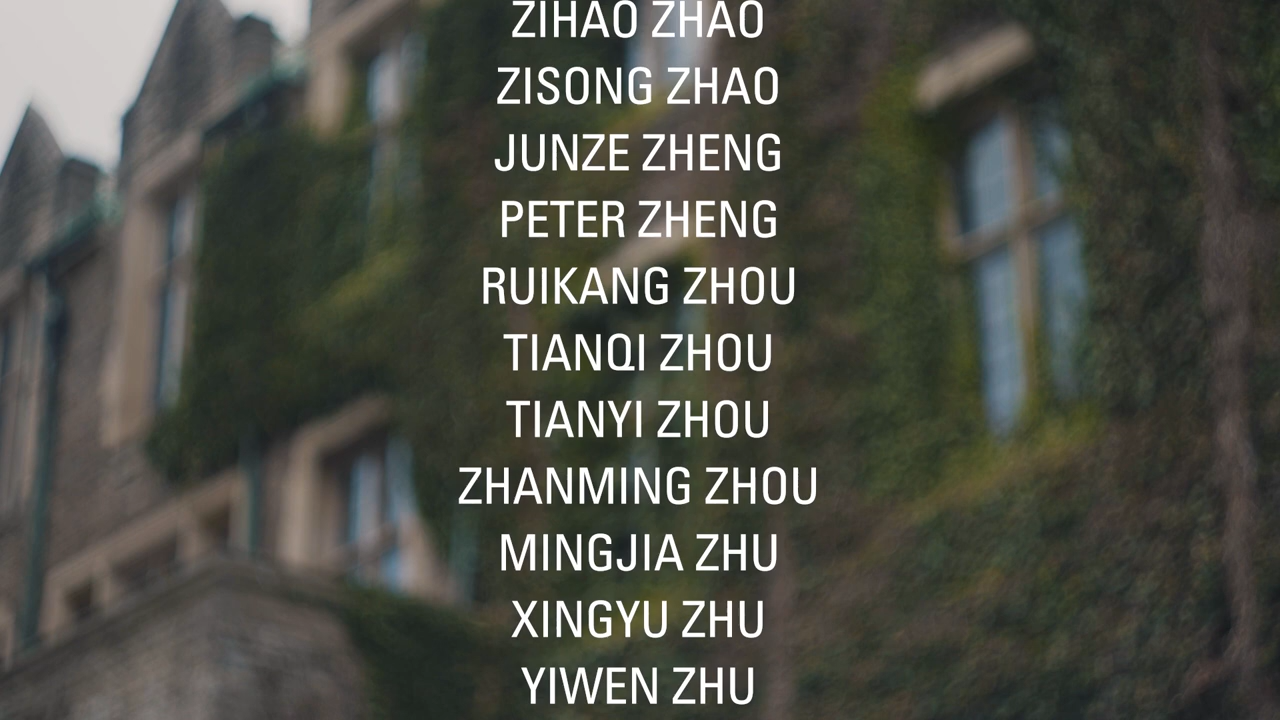 ZIHAO ZHAO
ZISONG ZHAO
JUNZE ZHENG
PETER ZHENG
RUIKANG ZHOU
TIANQI ZHOU
TIANYI ZHOU
ZHANMING ZHOU
MINGJIA ZHU
XINGYU ZHU
YIWEN ZHU